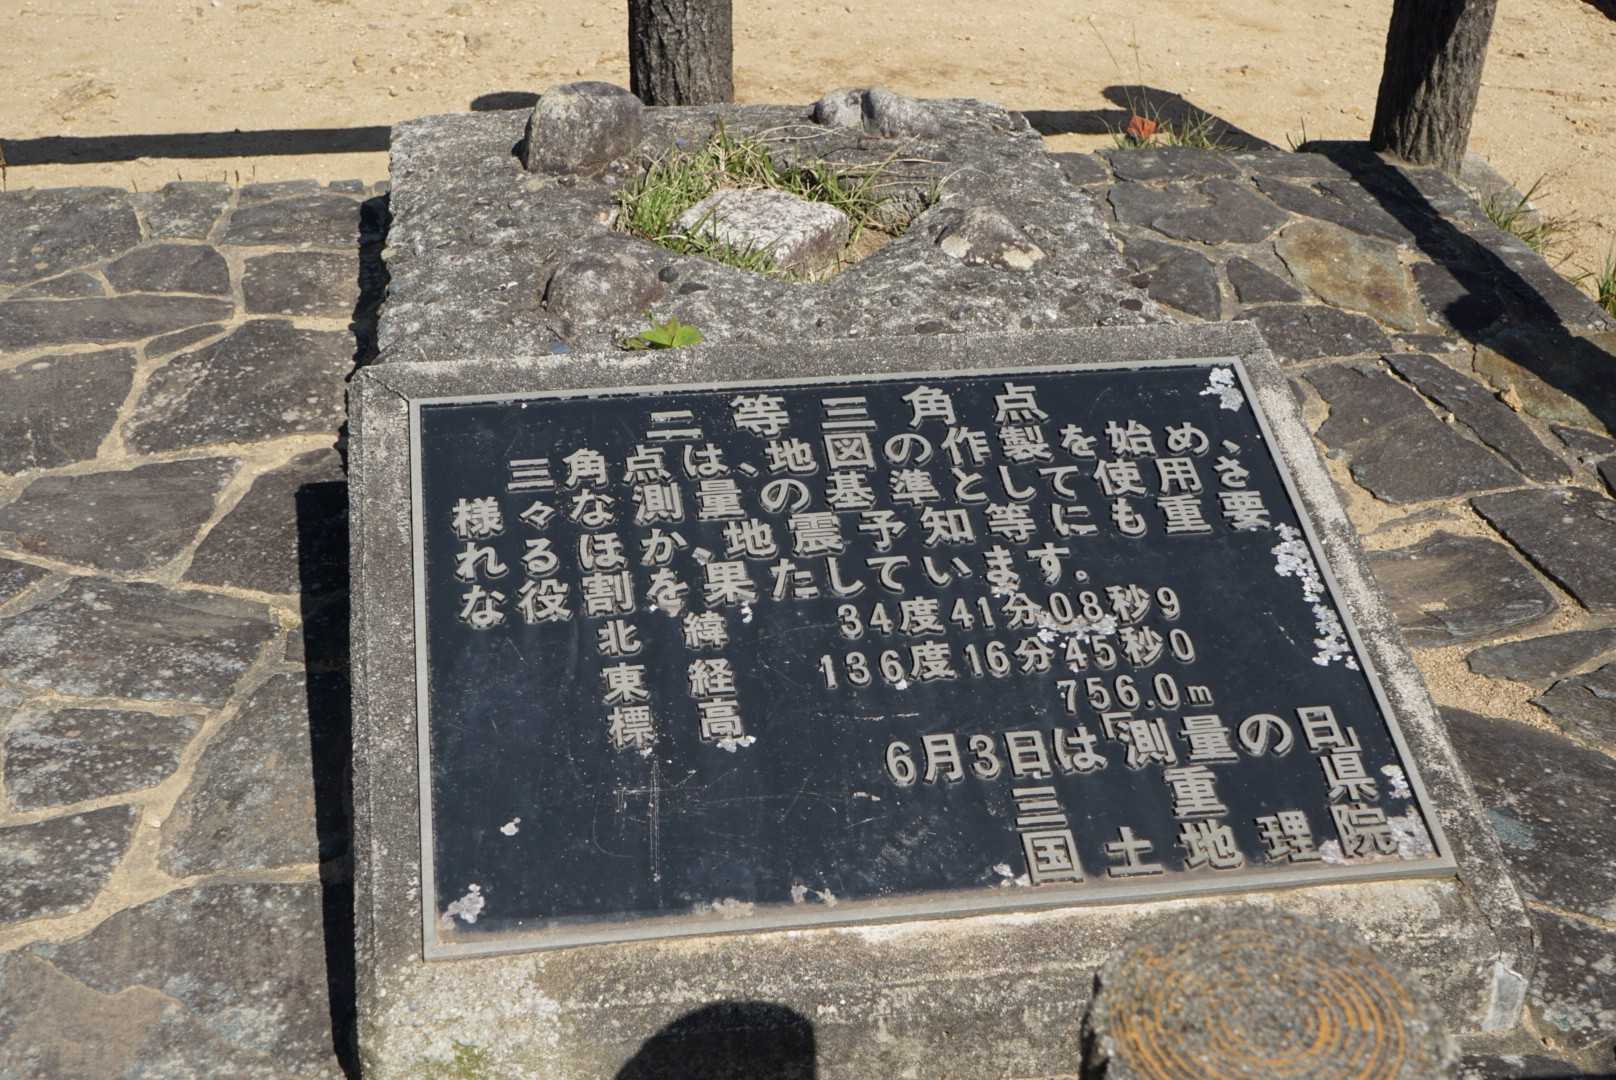 二等三角点
三角点は、地図の作製を始め、
様々な測量の基準として使用さ
れるほか、地震予知等にも重要
な役割を果たしています。
北緯 34度41分08秒9
東経 136度16分45秒0
標高 756.0m
6月3日は「測量の日」
三重県
国土地理院